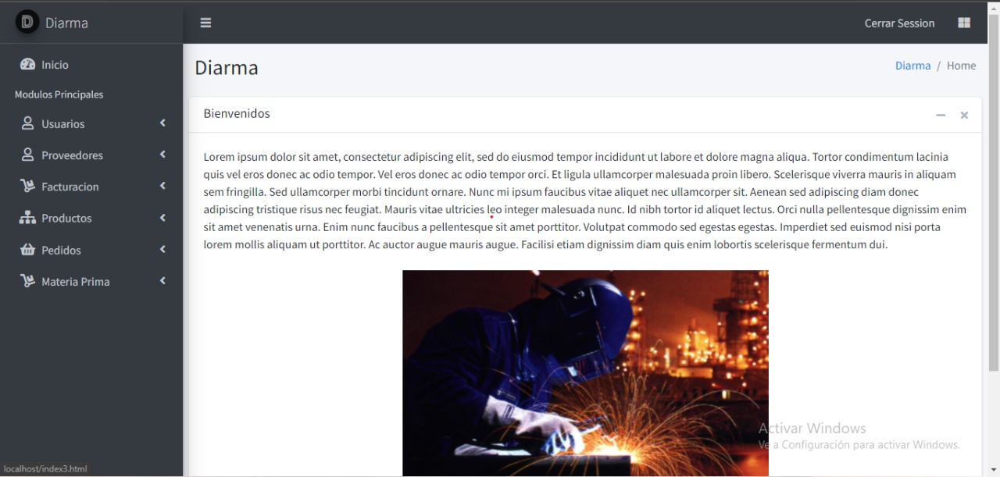 Diarma
Cerrar Session
Inicio
Modulos Principales
Usuarios
Proveedores
Facturacion
Productos
Pedidos
Materia Prima
Diarma
Diarma / Home
Bienvenidos
Lorem ipsum dolor sit amet, consectetur adipiscing elit, sed do eiusmod tempor incididunt ut labore et dolore magna aliqua. Tortor condimentum lacinia
quis vel eros donec ac odio tempor. Vel eros donec ac odio tempor orci. Et ligula ullamcorper malesuada proin libero. Scelerisque viverra mauris in aliquam
sem fringilla. Sed ullamcorper morbi tincidunt ornare. Nunc mi ipsum faucibus vitae aliquet nec ullamcorper sit. Aenean sed adipiscing diam donec
adipiscing tristique risus nec feugiat. Mauris vitae ultricies leo integer malesuada nunc. Id nibh tortor id aliquet lectus. Orci nulla pellentesque dignissim enim
sit amet venenatis urna. Enim nunc faucibus a pellentesque sit amet porttitor. Volutpat commodo sed egestas egestas. Imperdiet sed euismod nisi porta
lorem mollis aliquam ut porttitor. Ac auctor augue mauris augue. Facilisi etiam dignissim diam quis enim lobortis scelerisque fermentum dui.
Activar Windows
Ve a Configuración para activar Windows.
localhost/index3.html